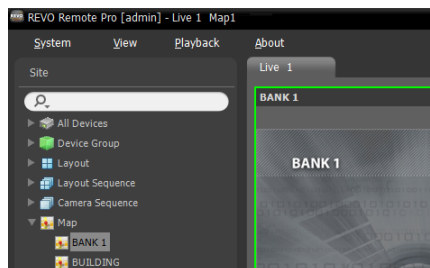 REVO Remote Pro [admin] - Live 1 Map1
System View Playback About
Site
Live 1
BANK 1
All Devices
Device Group
Layout
Layout Sequence
Camera Sequence
Map
BANK 1
BUILDING
BANK 1